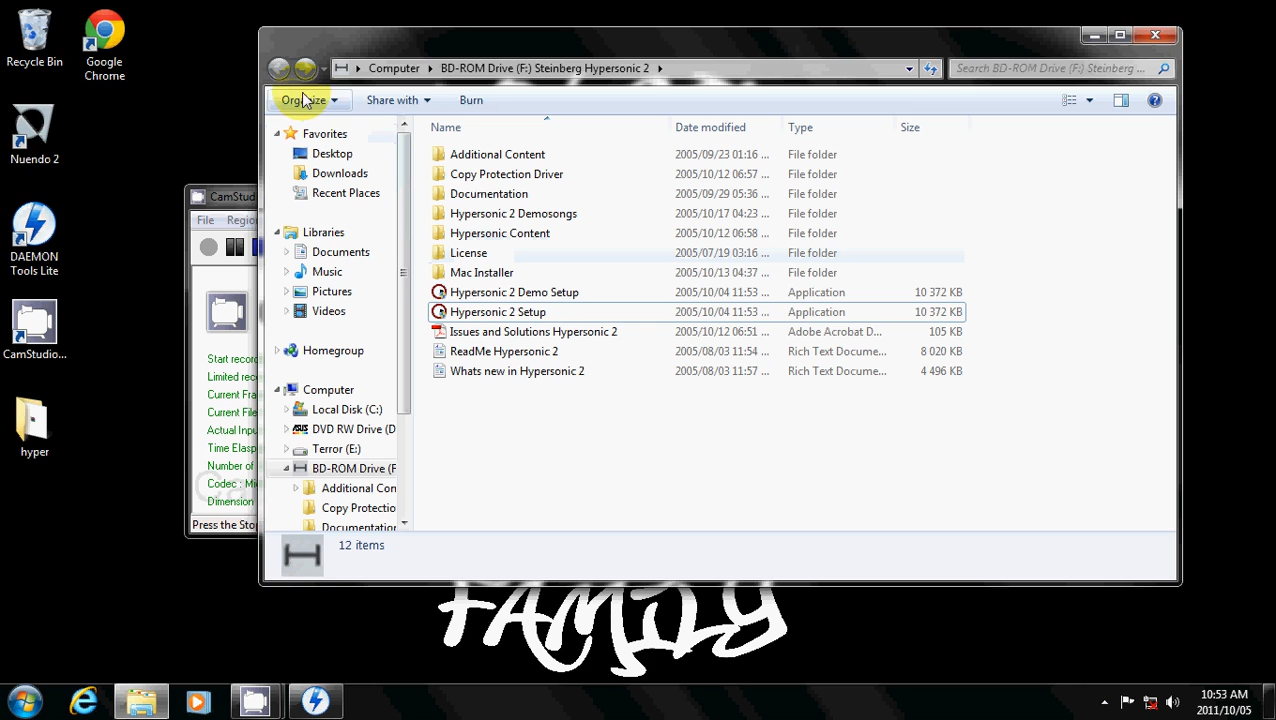 Recycle Bin
Google Chrome
Nuendo 2
DAEMON Tools Lite
CamStudio...
hyper
CamStud
File Regio
Start recor
Limited rec
Current Fra
Current File
Actual Inpu
Time Elasp
Number of
Codec : Mi
Dimension
Press the Stop
Computer BD-ROM Drive (F:) Steinberg Hypersonic 2
Search BD-ROM Drive (F:) Steinberg ...
Organize Share with Burn
Favorites
Desktop
Downloads
Recent Places
Libraries
Documents
Music
Pictures
Videos
Homegroup
Computer
Local Disk (C:)
DVD RW Drive (D
Terror (E:)
BD-ROM Drive (F
Additional Con
Copy Protectio
Documentation
Name Date modified Type Size
Additional Content 2005/09/23 01:16 ... File folder
Copy Protection Driver 2005/10/12 06:57 ... File folder
Documentation 2005/09/29 05:36 ... File folder
Hypersonic 2 Demosongs 2005/10/17 04:23 ... File folder
Hypersonic Content 2005/10/12 06:58 ... File folder
License 2005/07/19 03:16 ... File folder
Mac Installer 2005/10/13 04:37 ... File folder
Hypersonic 2 Demo Setup 2005/10/04 11:53 ... Application 10 372 KB
Hypersonic 2 Setup 2005/10/04 11:53 ... Application 10 372 KB
Issues and Solutions Hypersonic 2 2005/10/12 06:51 ... Adobe Acrobat D... 105 KB
ReadMe Hypersonic 2 2005/08/03 11:54 ... Rich Text Docume... 8 020 KB
Whats new in Hypersonic 2 2005/08/03 11:57 ... Rich Text Docume... 4 496 KB
12 items
FAMILY
10:53 AM
2011/10/05